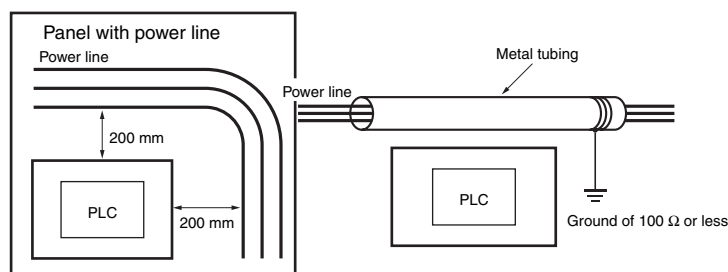 Panel with power line
Power line
200 mm
PLC
200 mm
Metal tubing
Power line
PLC
Ground of 100 Ω or less